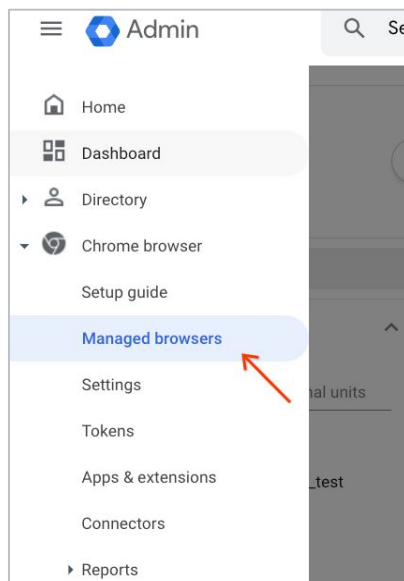 Admin
Se
Home
Dashboard
Directory
Chrome browser
Setup guide
Managed browsers
Settings
nal units
Tokens
Apps & extensions
_test
Connectors
Reports